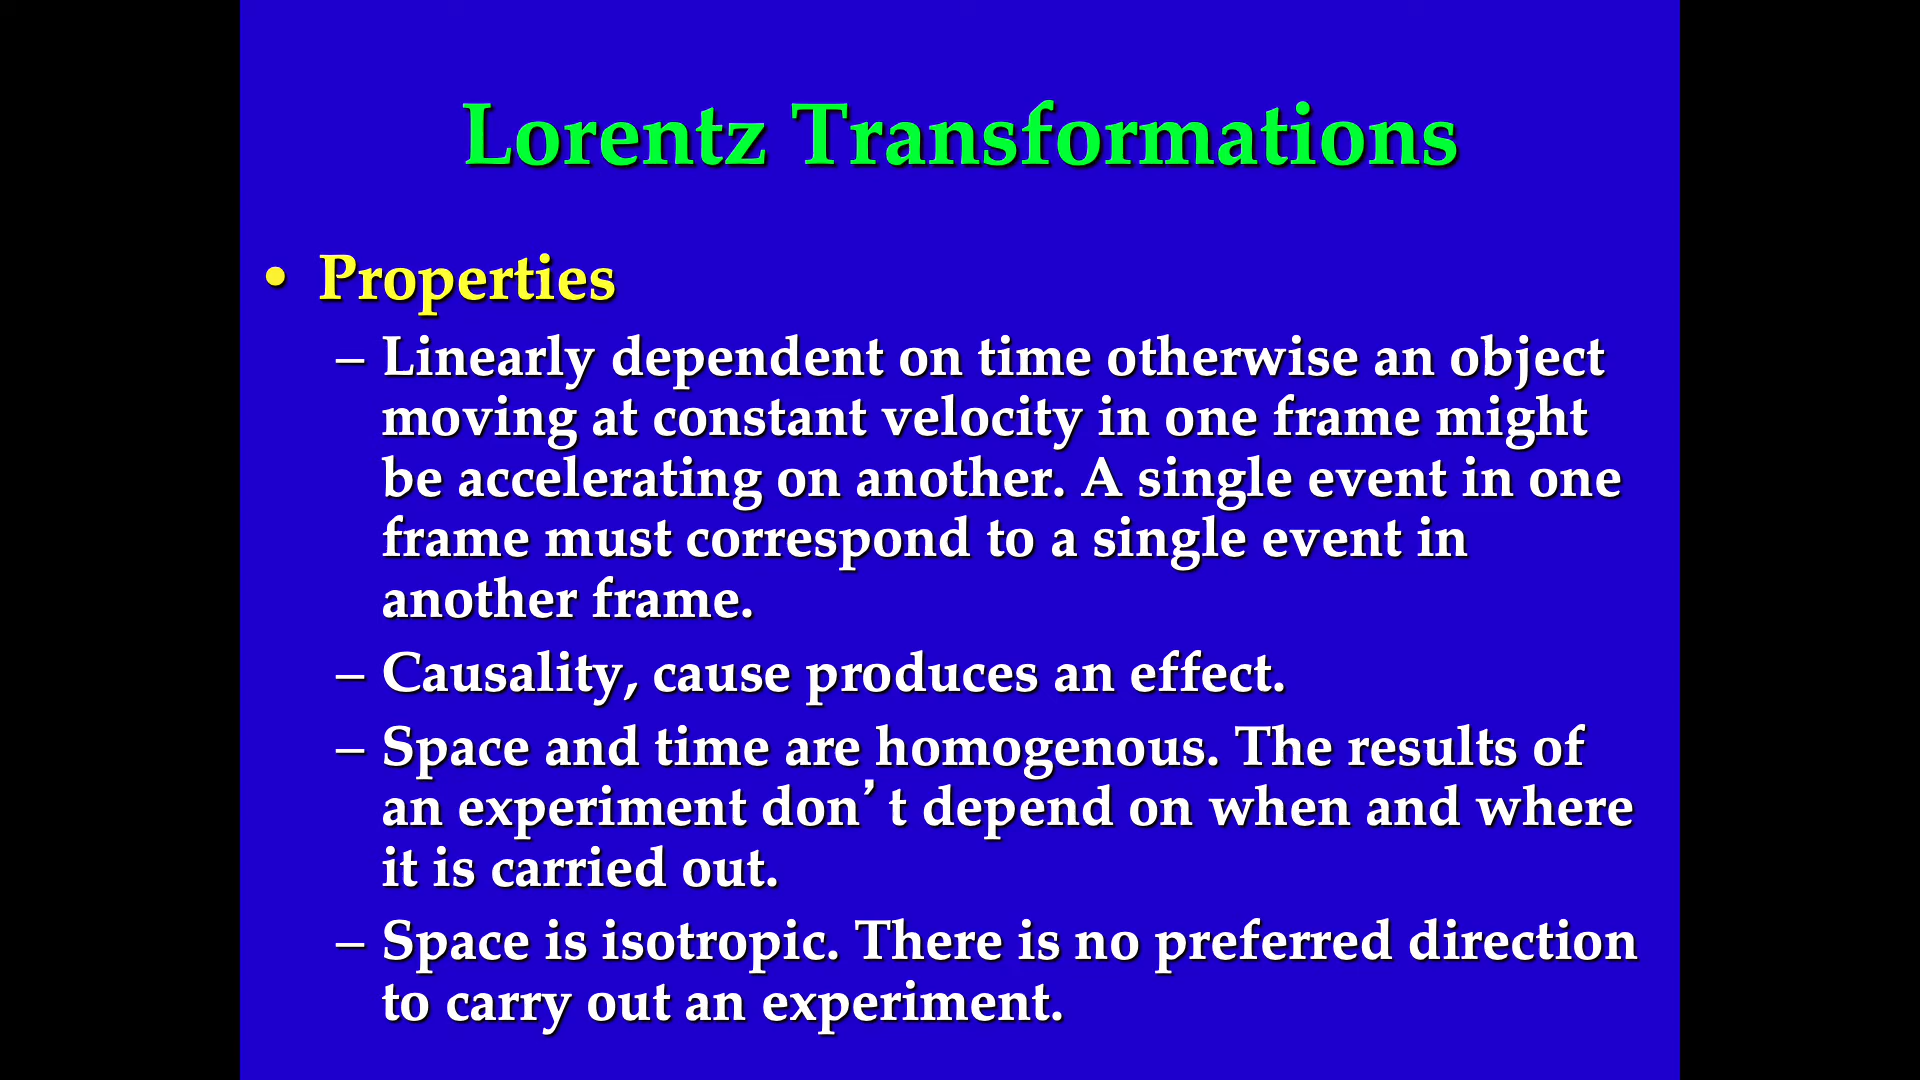 Lorentz Transformations
• Properties
– Linearly dependent on time otherwise an object
moving at constant velocity in one frame might
be accelerating on another. A single event in one
frame must correspond to a single event in
another frame.
– Causality, cause produces an effect.
– Space and time are homogenous. The results of
an experiment don’t depend on when and where
it is carried out.
– Space is isotropic. There is no preferred direction
to carry out an experiment.